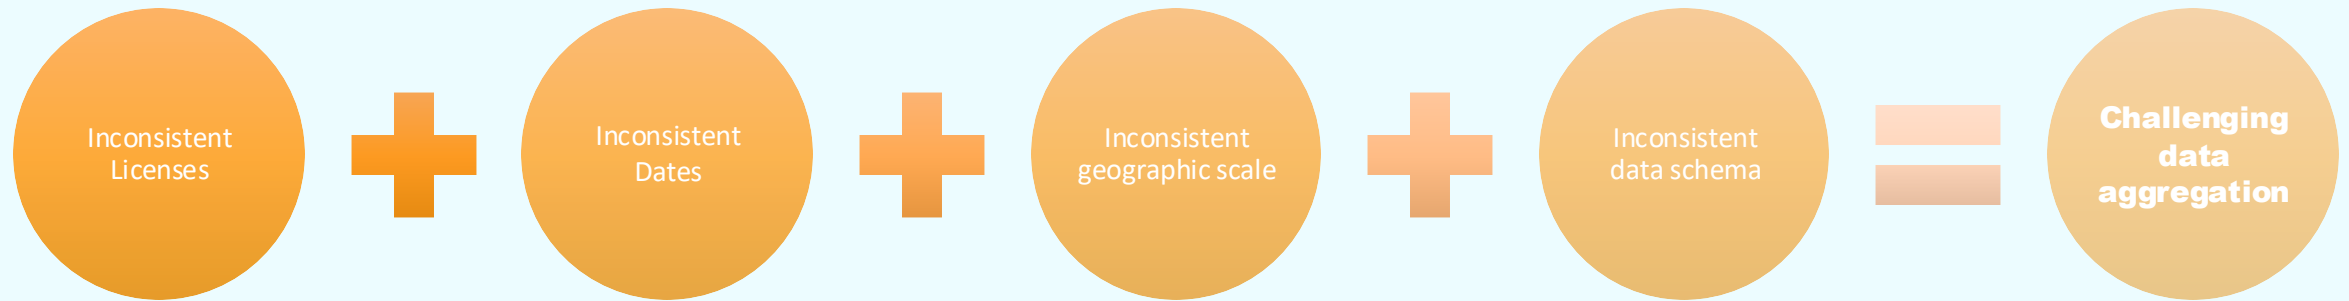 Inconsistent
Licenses
Inconsistent
Dates
Inconsistent
geographic scale
Inconsistent
data schema
Challenging
data
aggregation